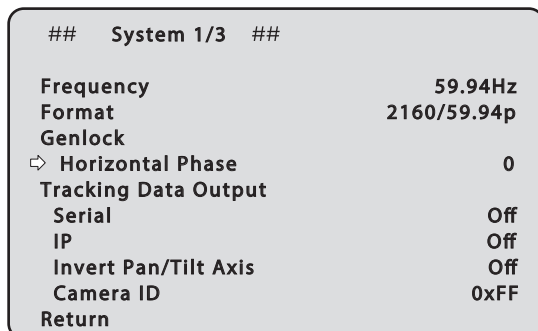 ## System 1/3 ##
Frequency 59.94Hz
Format 2160/59.94p
Genlock
⇨ Horizontal Phase 0
Tracking Data Output
Serial Off
IP Off
Invert Pan/Tilt Axis Off
Camera ID 0xFF
Return